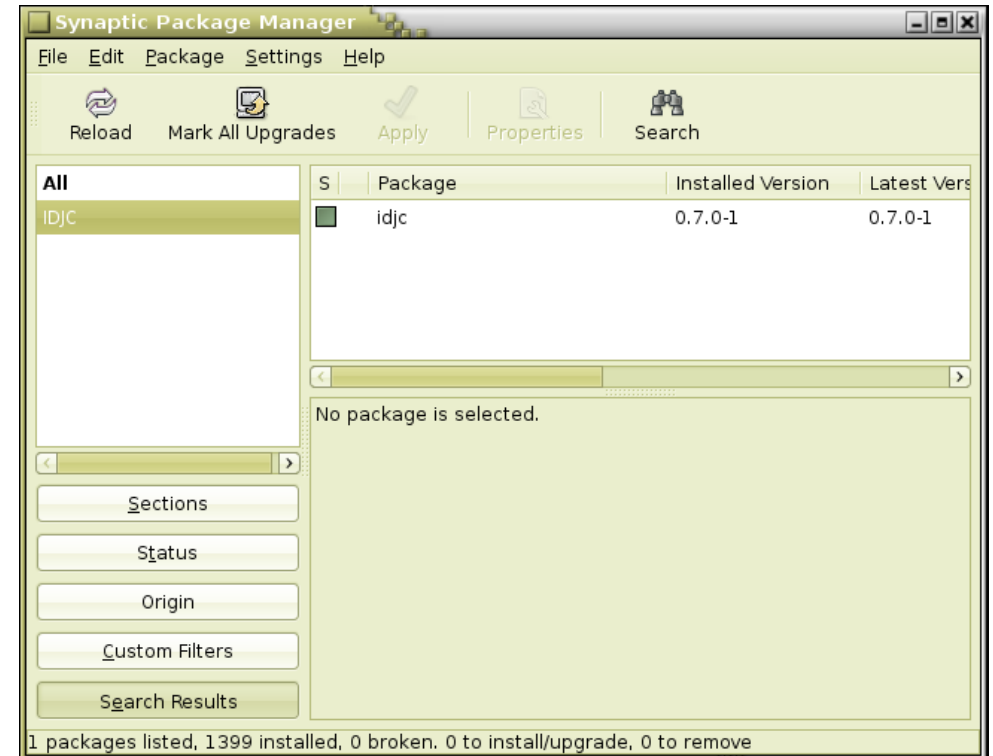 Synaptic Package Manager
File Edit Package Settings Help
Reload Mark All Upgrades Apply Properties Search
All
IDJC
S Package Installed Version Latest Vers
idjc 0.7.0-1 0.7.0-1
No package is selected.
Sections
Status
Origin
Custom Filters
Search Results
1 packages listed, 1399 installed, 0 broken. 0 to install/upgrade, 0 to remove